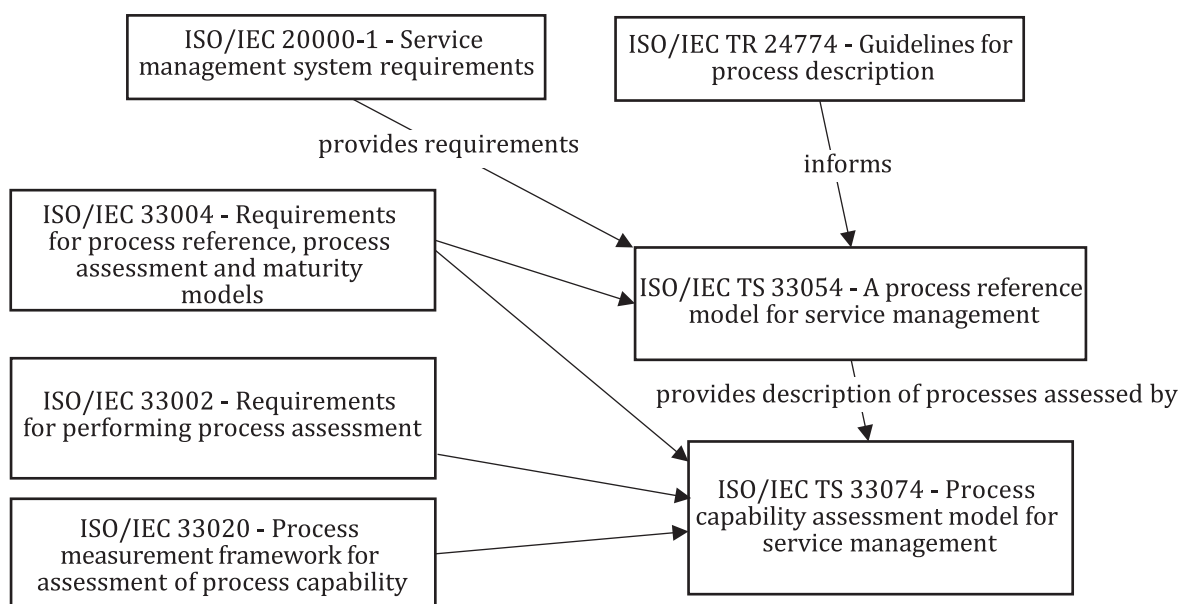 ISO/IEC 20000-1 - Service
management system requirements
ISO/IEC TR 24774 - Guidelines for
process description
provides requirements
informs
ISO/IEC 33004 - Requirements
for process reference, process
assessment and maturity
models
ISO/IEC TS 33054 - A process reference
model for service management
ISO/IEC 33002 - Requirements
for performing process assessment
provides description of processes assessed by
ISO/IEC TS 33074 - Process
capability assessment model for
service management
ISO/IEC 33020 - Process
measurement framework for
assessment of process capability